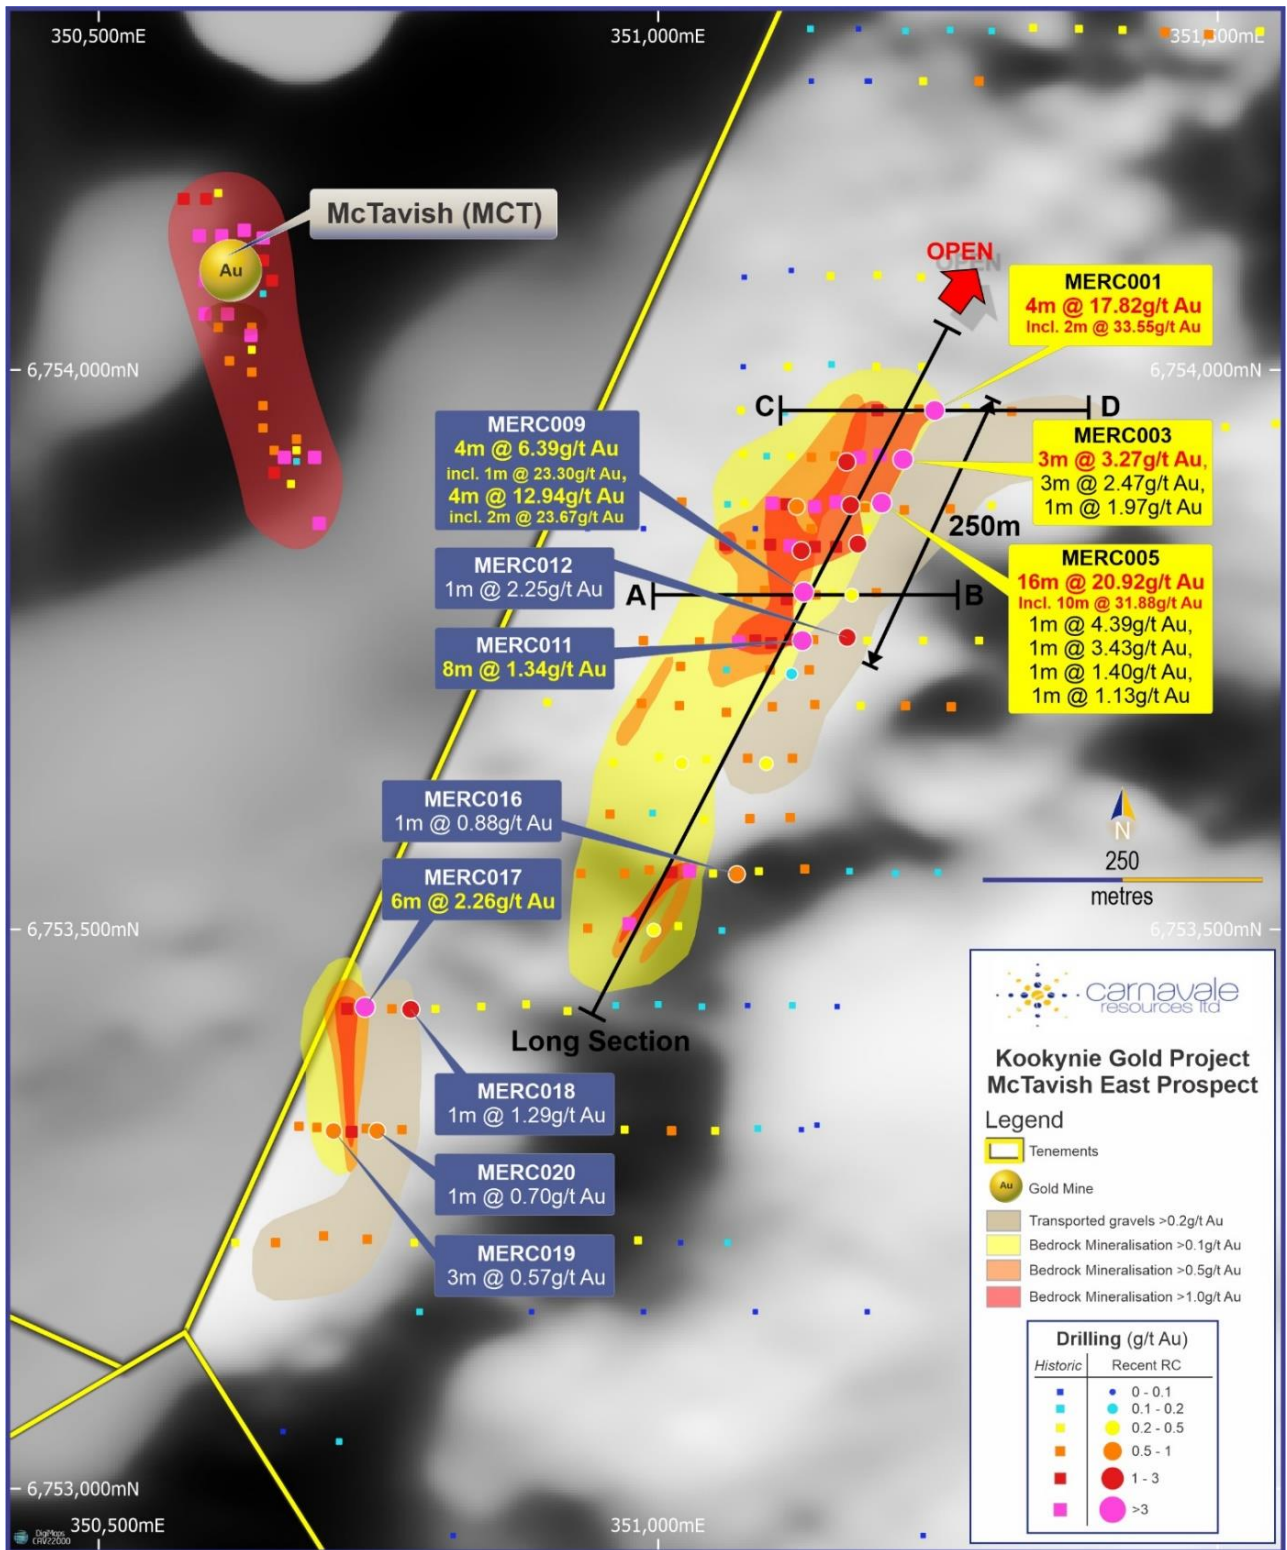 350,500mE
351,000mE
351,500mE
McTavish (MCT)
Au
OPEN
MERC001
4m @ 17.82g/t Au
Incl. 2m @ 33.55g/t Au
6,754,000mN
6,754,000mN
C
D
MERC009
4m @ 6.39g/t Au
incl. 1m @ 23.30g/t Au,
4m @ 12.94g/t Au
incl. 2m @ 23.67g/t Au
MERC003
3m @ 3.27g/t Au,
3m @ 2.47g/t Au,
1m @ 1.97g/t Au
250m
MERC012
1m @ 2.25g/t Au
A
B
MERC005
16m @ 20.92g/t Au
Incl. 10m @ 31.88g/t Au
1m @ 4.39g/t Au,
1m @ 3.43g/t Au,
1m @ 1.40g/t Au,
1m @ 1.13g/t Au
MERC011
8m @ 1.34g/t Au
MERC016
1m @ 0.88g/t Au
N
250
metres
MERC017
6m @ 2.26g/t Au
6,753,500mN
6,753,500mN
Long Section
MERC018
1m @ 1.29g/t Au
MERC020
1m @ 0.70g/t Au
MERC019
3m @ 0.57g/t Au
carnavale
resources ltd
Kookynie Gold Project
McTavish East Prospect
Legend
Tenements
Au Gold Mine
Transported gravels >0.2g/t Au
Bedrock Mineralisation >0.1g/t Au
Bedrock Mineralisation >0.5g/t Au
Bedrock Mineralisation >1.0g/t Au
Drilling (g/t Au)
Historic Recent RC
0 - 0.1
0.1 - 0.2
0.2 - 0.5
0.5 - 1
1 - 3
>3
6,753,000mN
350,500mE
351,000mE
DigiMaps
CAV22000